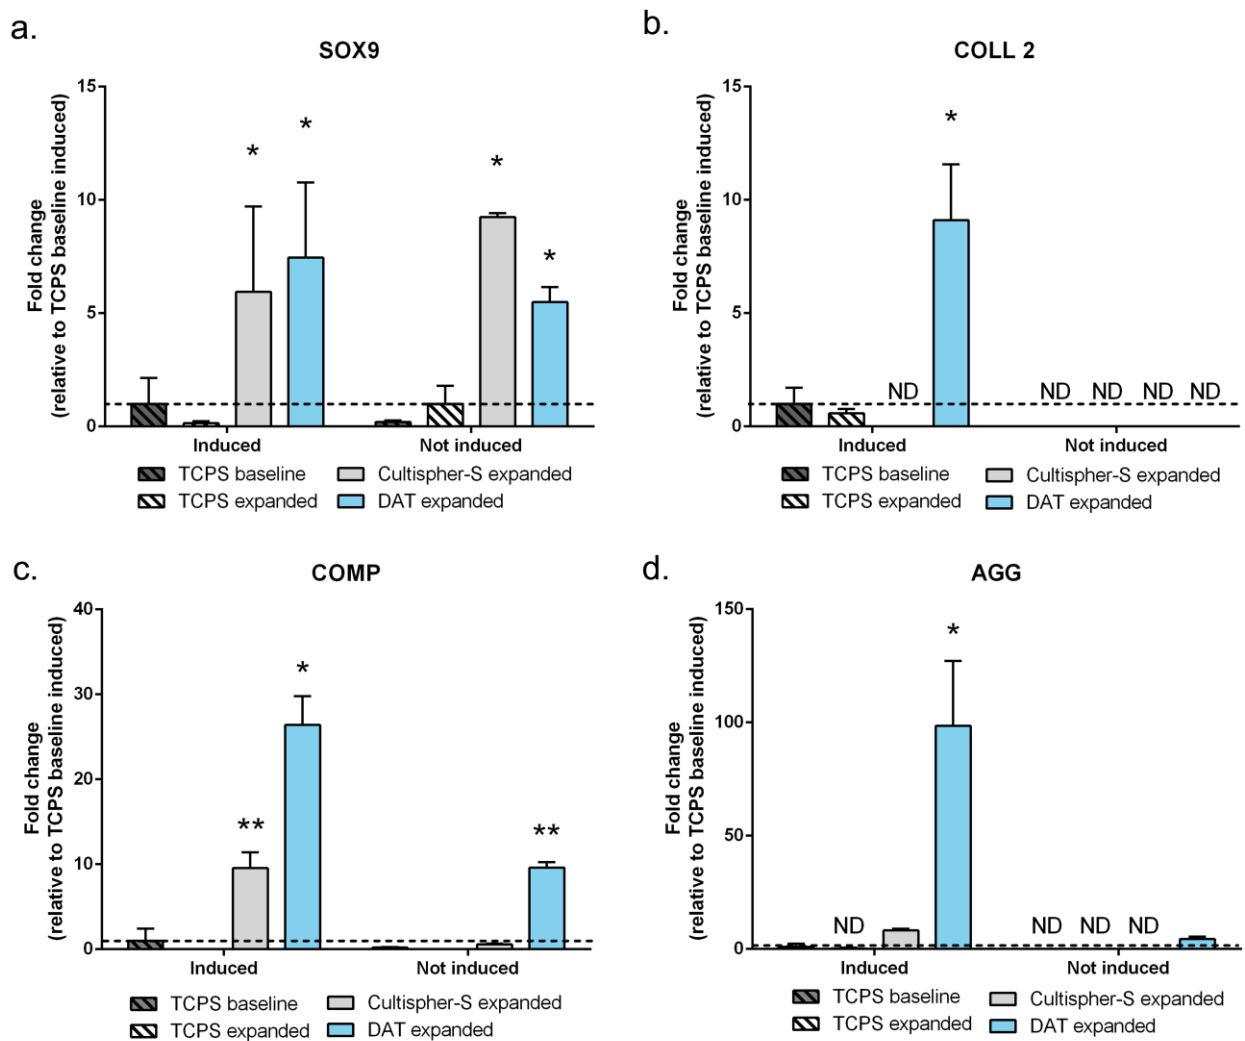 a.
SOX9
Fold change
(relative to TCPS baseline induced)
15
10
5
0
* * * *
Induced Not induced
TCPS baseline Cultispher-S expanded
TCPS expanded DAT expanded
b.
COLL 2
Fold change
(relative to TCPS baseline induced)
15
10
5
0
*
ND ND ND ND ND
Induced Not induced
TCPS baseline Cultispher-S expanded
TCPS expanded DAT expanded
c.
COMP
Fold change
(relative to TCPS baseline induced)
40
30
20
10
0
** * **
Induced Not induced
TCPS baseline Cultispher-S expanded
TCPS expanded DAT expanded
d.
AGG
Fold change
(relative to TCPS baseline induced)
150
100
50
0
*
ND ND ND ND
Induced Not induced
TCPS baseline Cultispher-S expanded
TCPS expanded DAT expanded